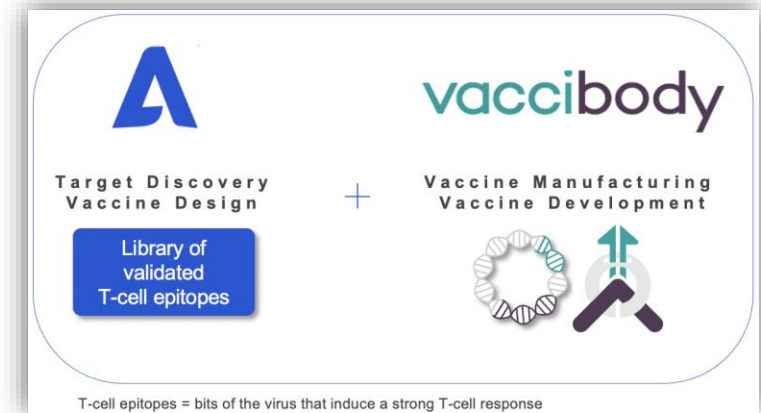 vaccibody
Target Discovery
Vaccine Design
+
Vaccine Manufacturing
Vaccine Development
Library of
validated
T-cell epitopes
T-cell epitopes = bits of the virus that induce a strong T-cell response